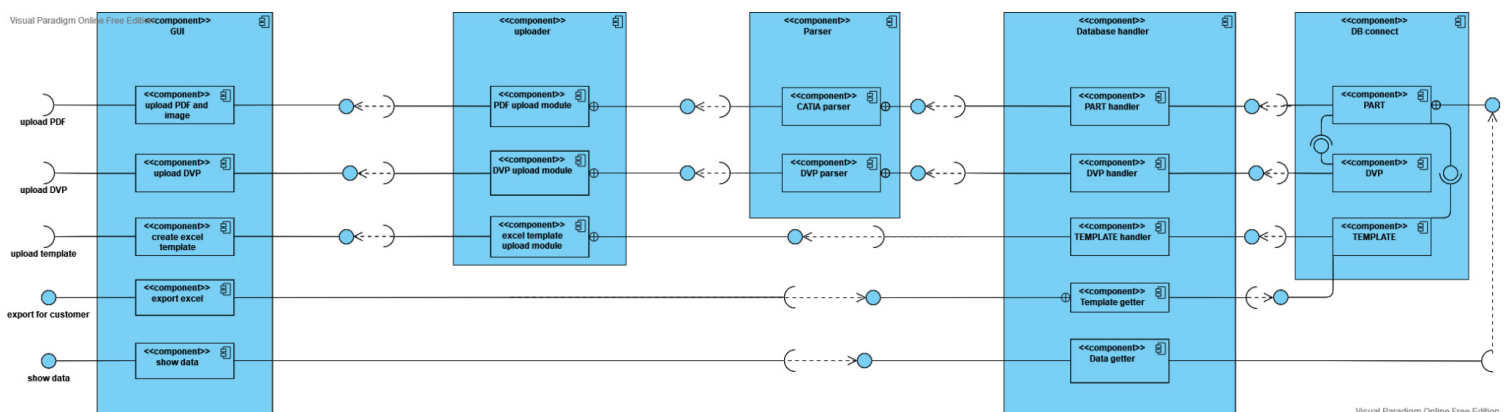 Visual Paradigm Online Free Edition
<<component>>
GUI
<<component>>
uploader
<<component>>
Parser
<<component>>
Database handler
<<component>>
DB connect
upload PDF
<<component>>
upload PDF and
image
<<component>>
PDF upload module
<<component>>
CATIA parser
<<component>>
PART handler
<<component>>
PART
upload DVP
<<component>>
upload DVP
<<component>>
DVP upload module
<<component>>
DVP parser
<<component>>
DVP handler
<<component>>
DVP
upload template
<<component>>
create excel
template
<<component>>
excel template
upload module
<<component>>
TEMPLATE handler
<<component>>
TEMPLATE
export for customer
<<component>>
export excel
<<component>>
Template getter
show data
<<component>>
show data
<<component>>
Data getter
Visual Paradigm Online Free Edition